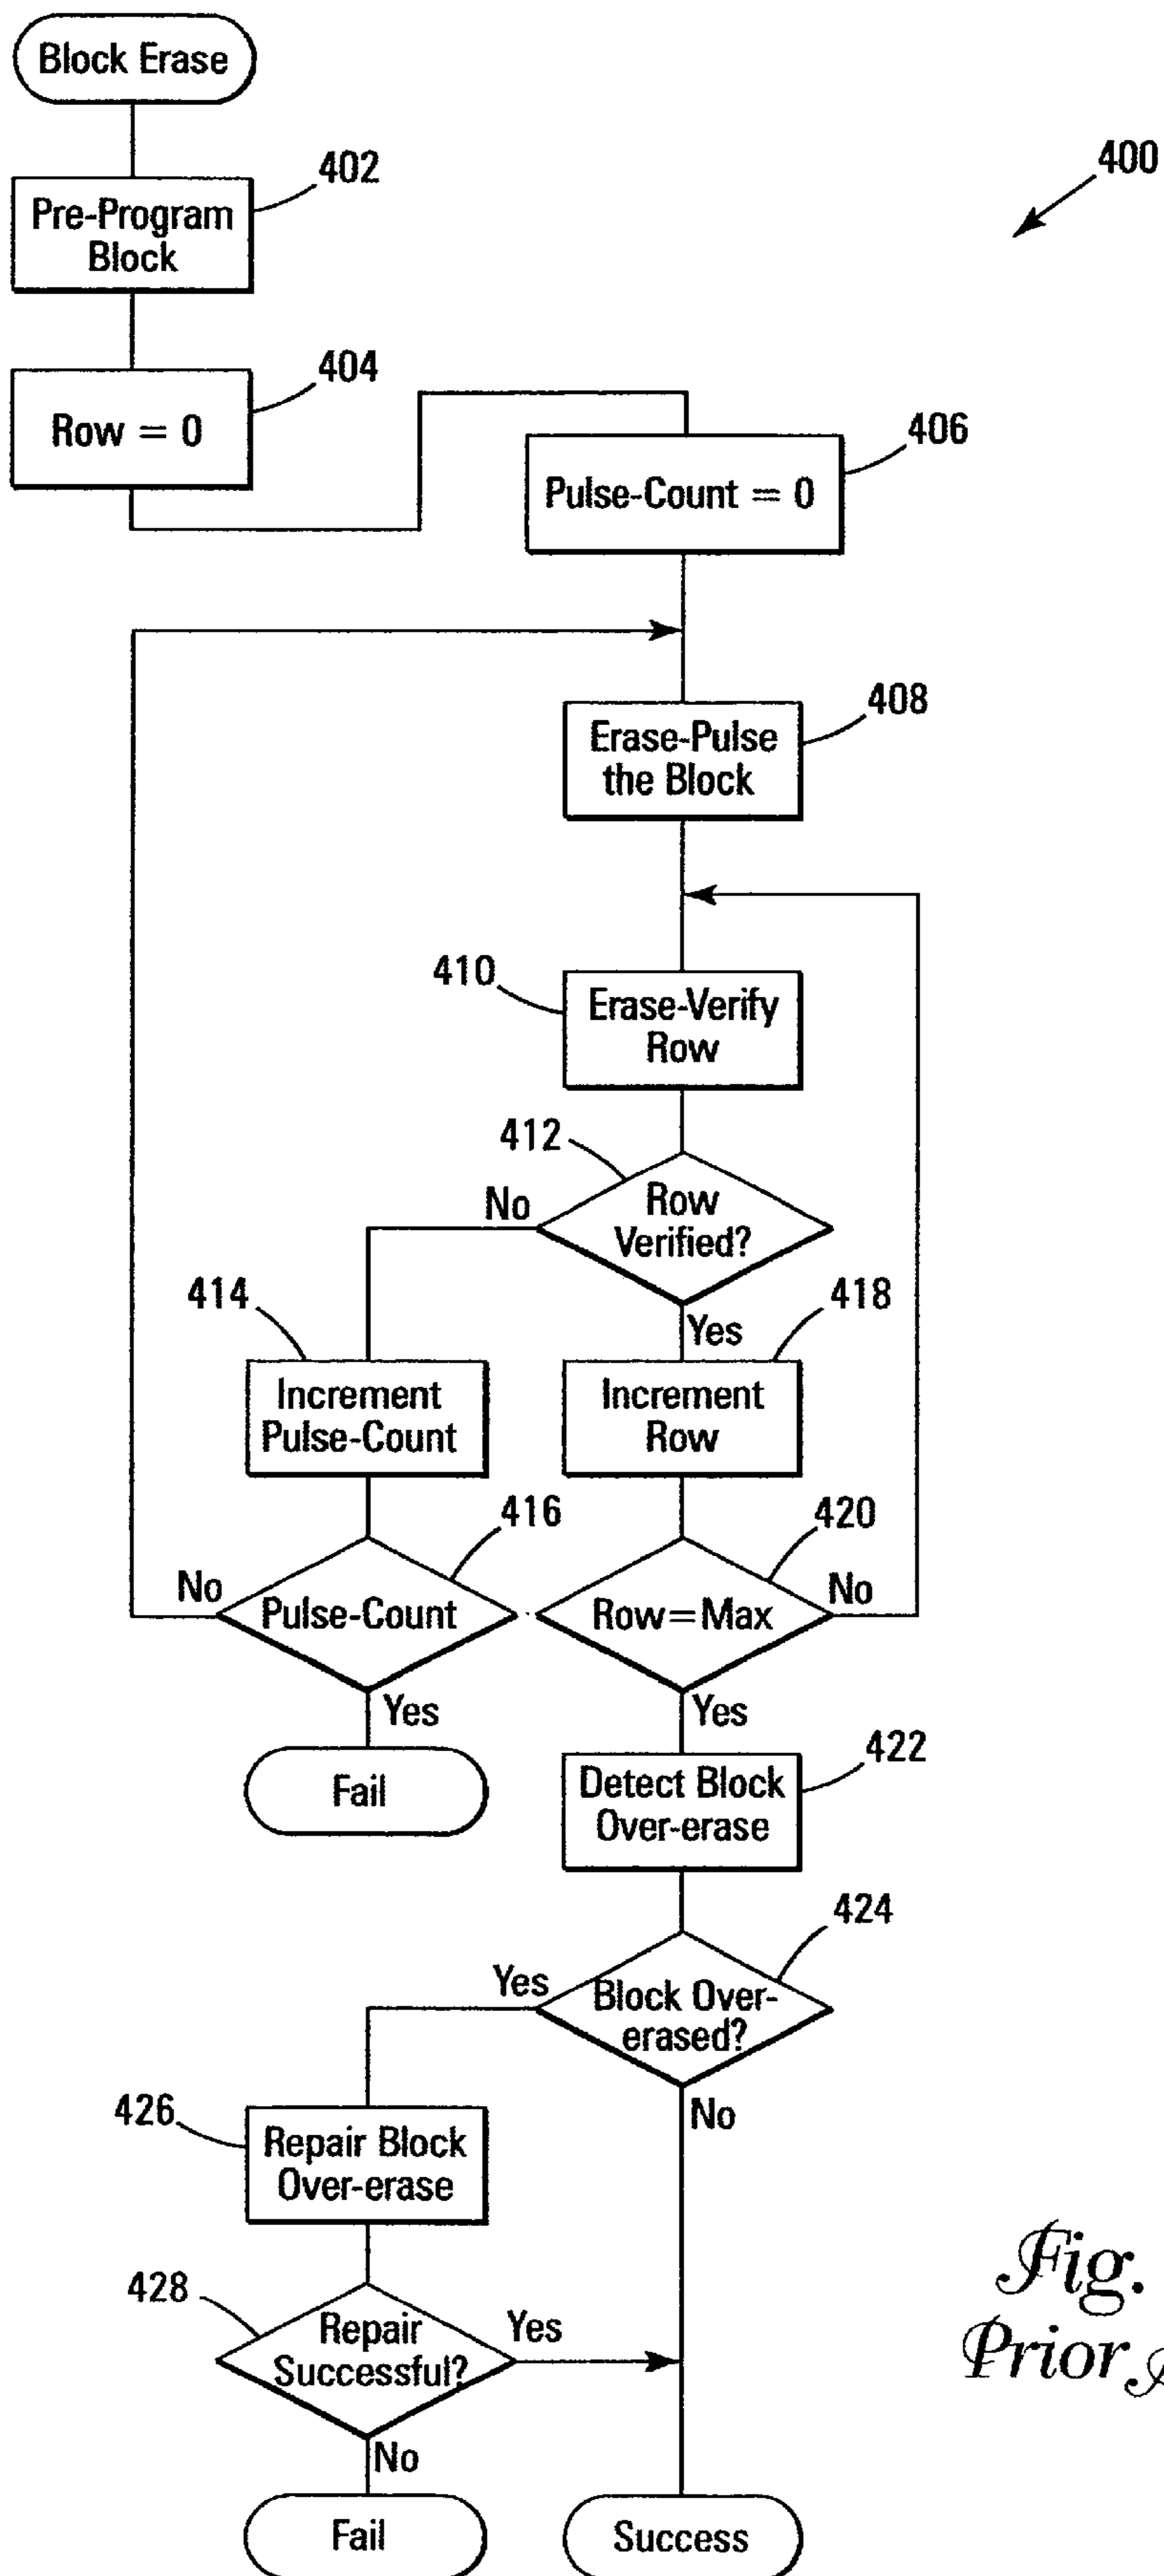 Block Erase
402
400
Pre-Program
Block
404
Row = 0
406
Pulse-Count = 0
408
Erase-Pulse
the Block
410
Erase-Verify
Row
412
No
Row
Verified?
414
418
Yes
Increment
Pulse-Count
Increment
Row
416
420
No
Pulse-Count
Row=Max
No
Yes
Yes
Fail
422
Detect Block
Over-erase
424
Yes
Block Over-
erased?
No
426
Repair Block
Over-erase
428
Repair
Successful?
Yes
No
Fail
Success
Fig.
Prior